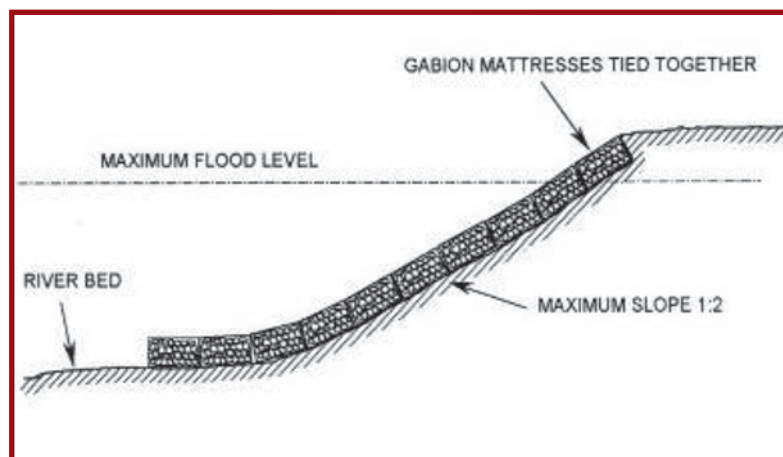 GABION MATTRESSES TIED TOGETHER
MAXIMUM FLOOD LEVEL
RIVER BED
MAXIMUM SLOPE 1:2